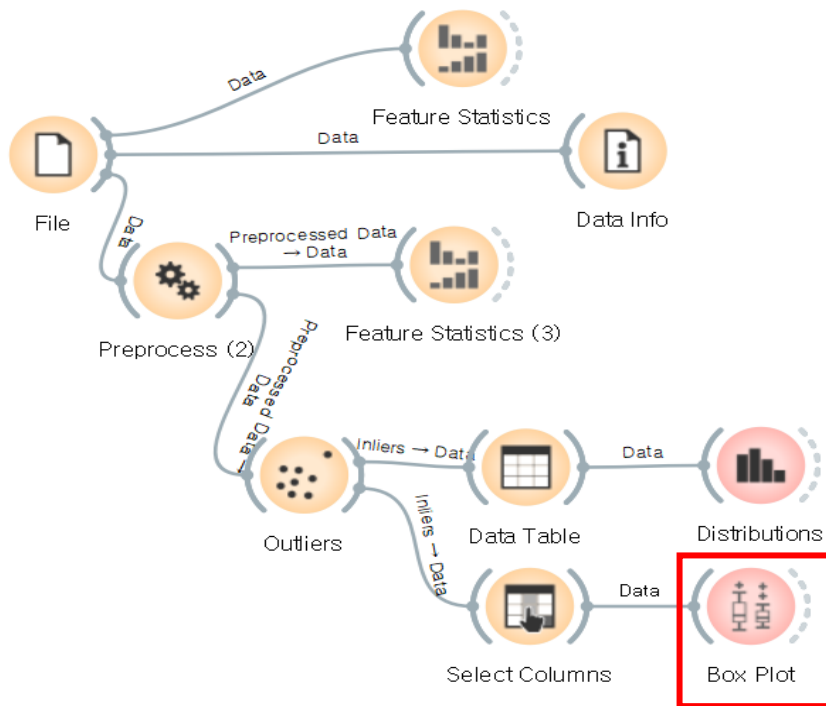 Data
Feature Statistics
Data
File
Data Info
Data
Preprocessed Data
→ Data
Preprocess (2)
Feature Statistics (3)
Preprocessed Data →
Data
Inliers → Data
Data
Outliers
Data Table
Distributions
Inliers → Data
Data
Select Columns
Box Plot